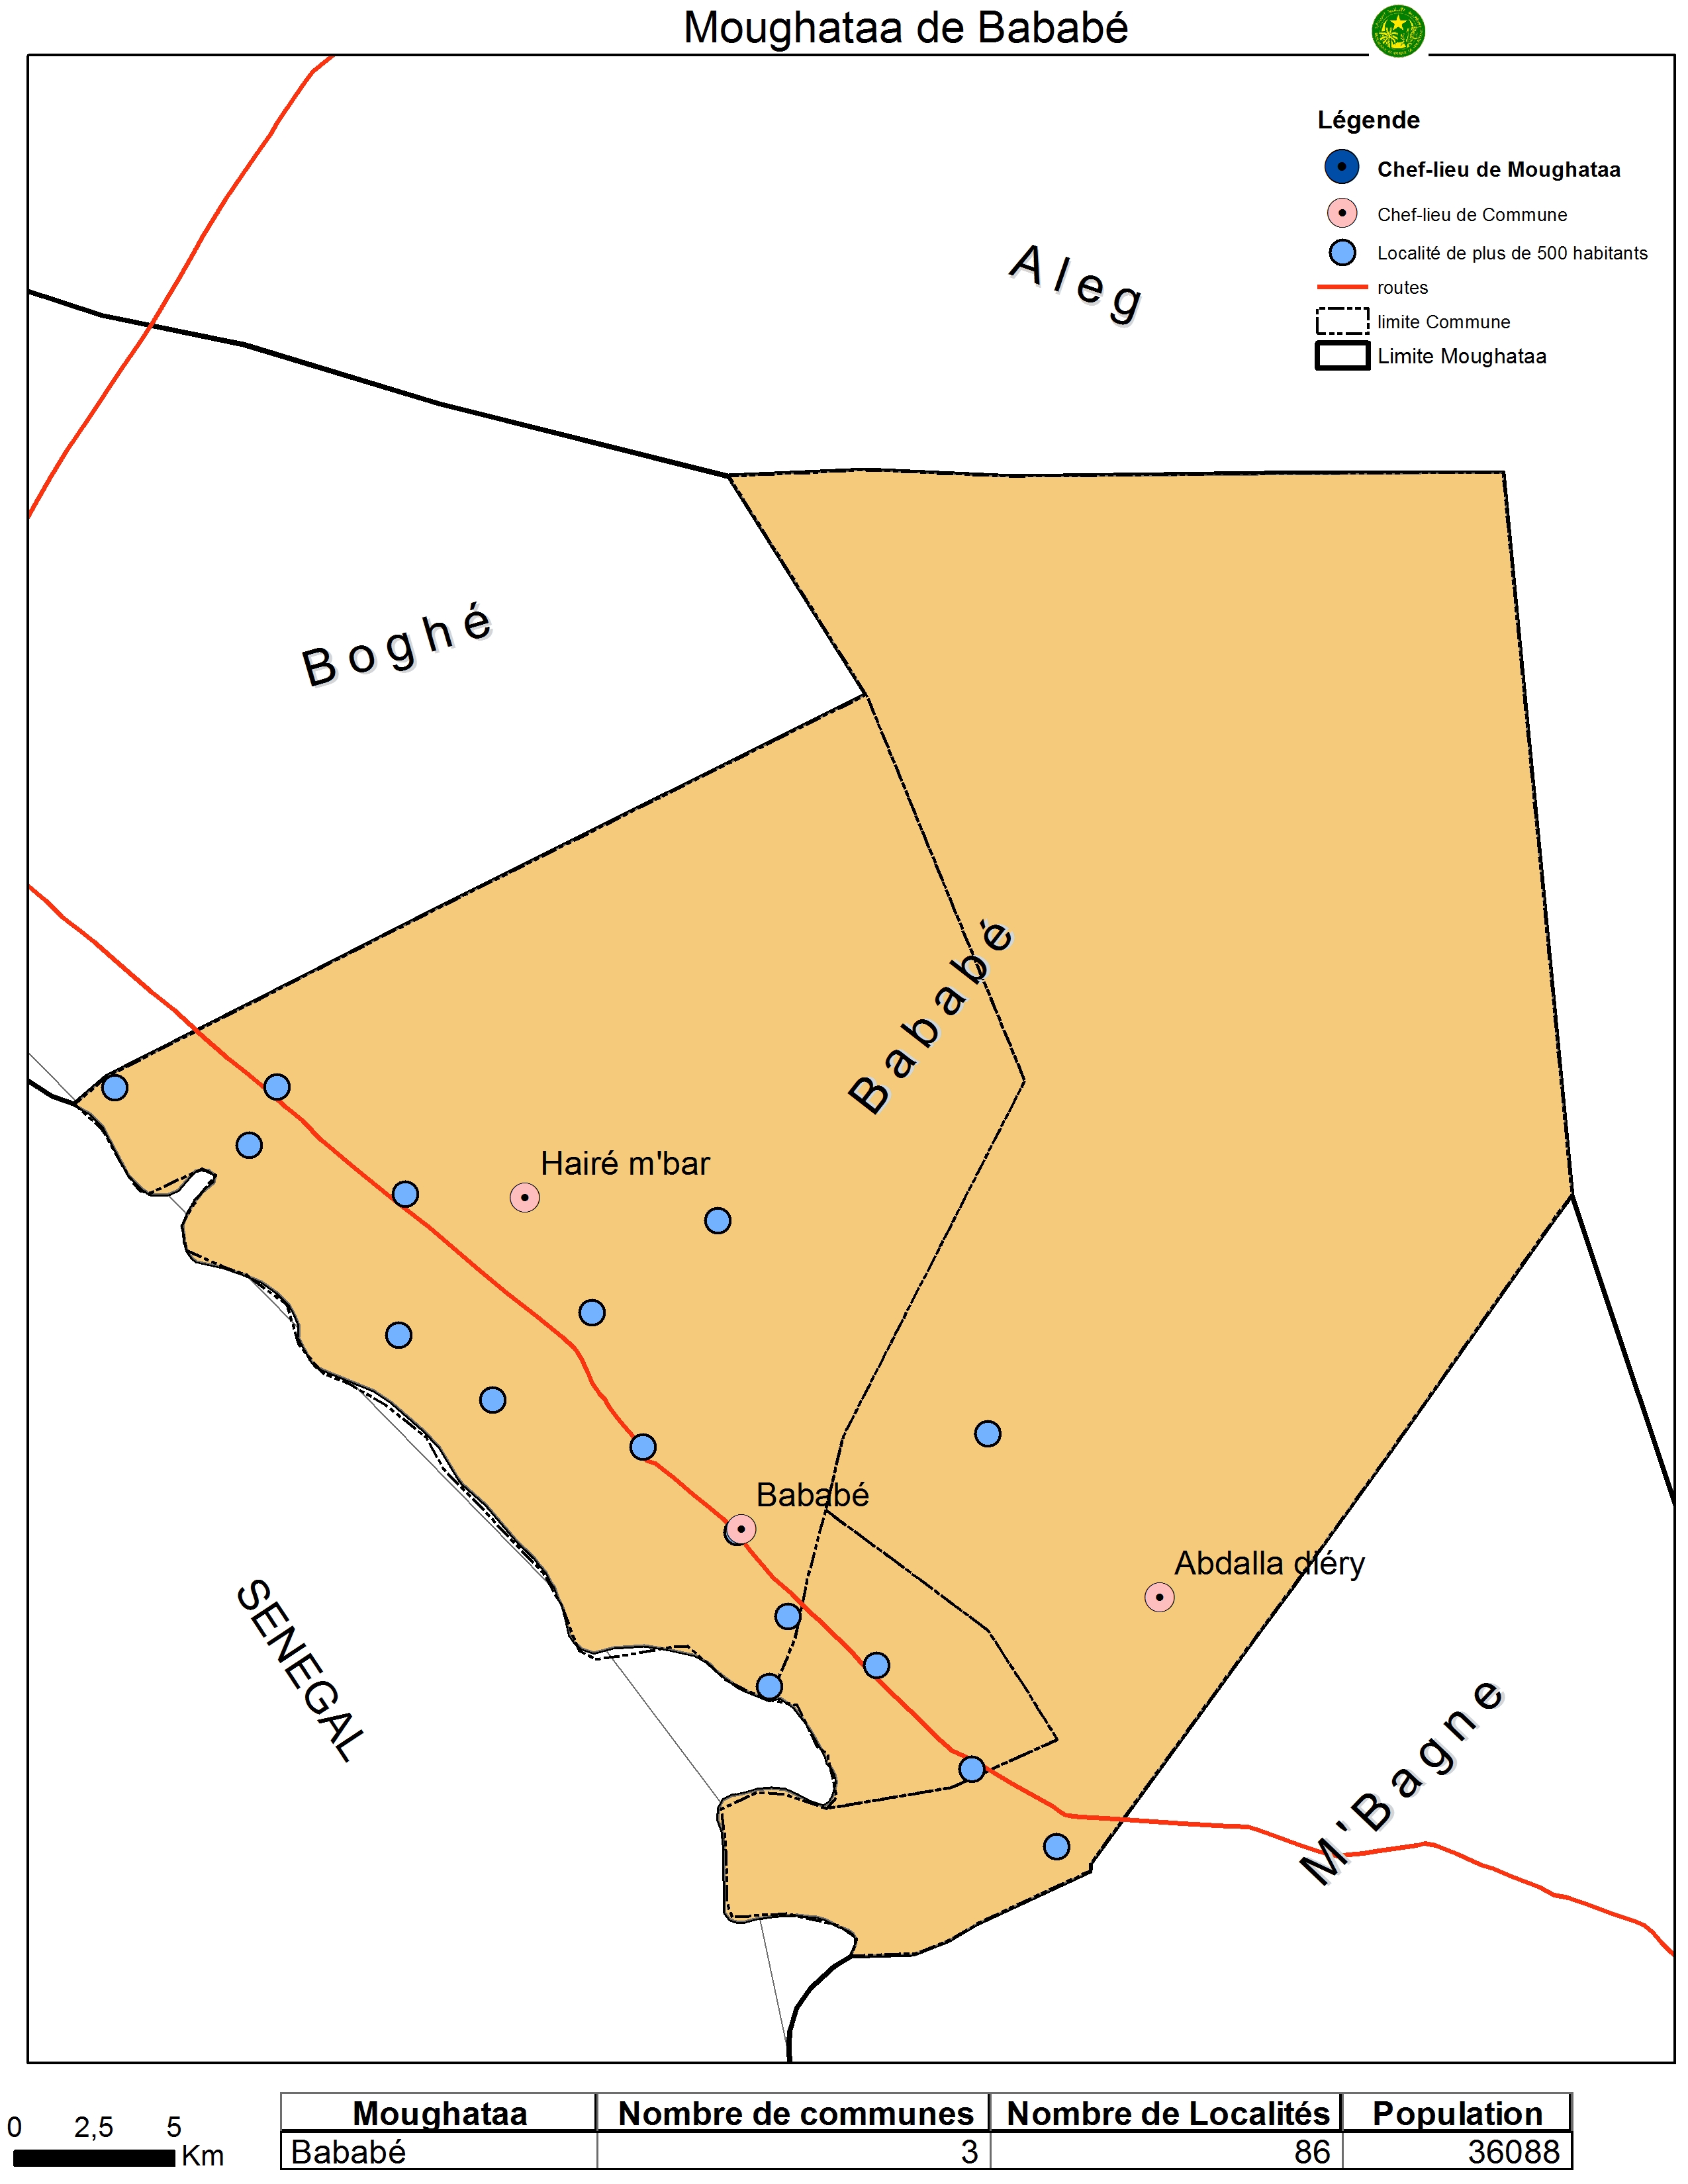 Moughataa de Bababé
Légende
Chef-lieu de Moughataa
Chef-lieu de Commune
Localité de plus de 500 habitants
routes
limite Commune
Limite Moughataa
Aleg
Boghé
Bababé
Hairé m'bar
Bababé
Abdalla diéry
SENEGAL
M'Bagne
0 2,5 5
Km
Moughataa Nombre de communes Nombre de Localités Population
Bababé 3 86 36088